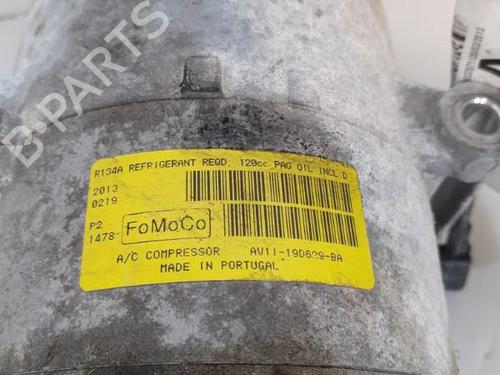 R134A REFRIGERANT REQD. 120cc PAG OIL INCL D
2013
0219
P2
1478-
FoMoCo
A/C COMPRESSOR AV11-19D629-BA
MADE IN PORTUGAL